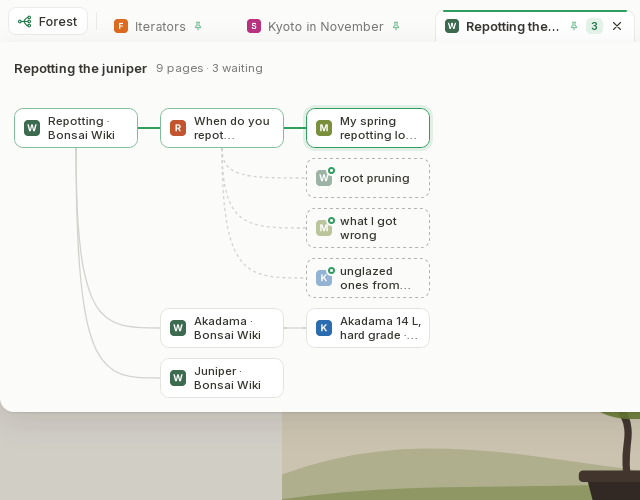 Forest
I Iterators
S Kyoto in November
W Repotting the... 3
Repotting the juniper · 9 pages · 3 waiting
W Repotting ·
Bonsai Wiki
R When do you
repot...
M My spring
repotting lo...
W root pruning
M what I got
wrong
K unglazed
ones from...
W Akadama ·
Bonsai Wiki
K Akadama 14 L,
hard grade ·...
W Juniper ·
Bonsai Wiki